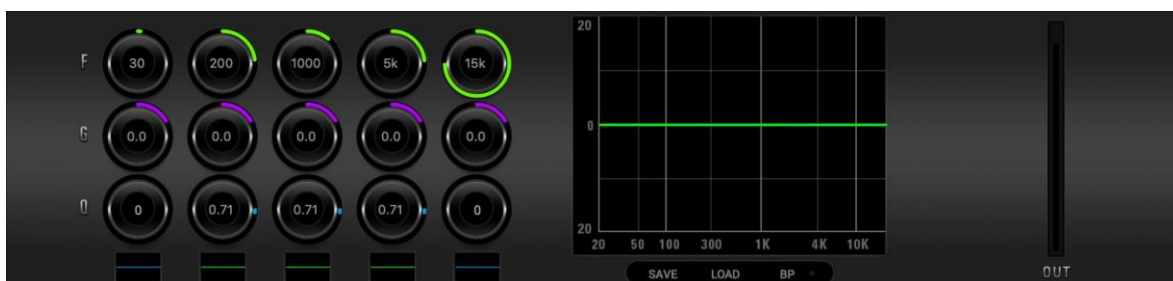 F 30 200 1000 5k 15k
G 0.0 0.0 0.0 0.0 0.0
Q 0 0.71 0.71 0.71 0
20
0
20
20 50 100 300 1K 4K 10K
SAVE LOAD BP
OUT